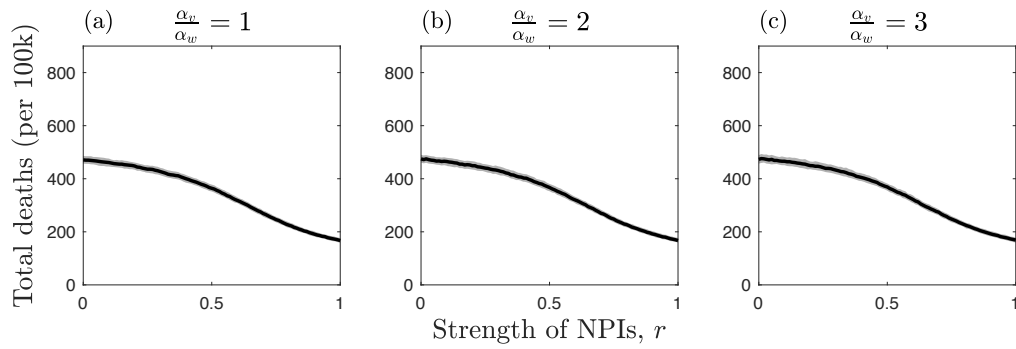 (a) αv/αw = 1
(b) αv/αw = 2
(c) αv/αw = 3
Total deaths (per 100k)
800
600
400
200
0
0 0.5 1
800
600
400
200
0
0 0.5 1
800
600
400
200
0
0 0.5 1
Strength of NPIs, r